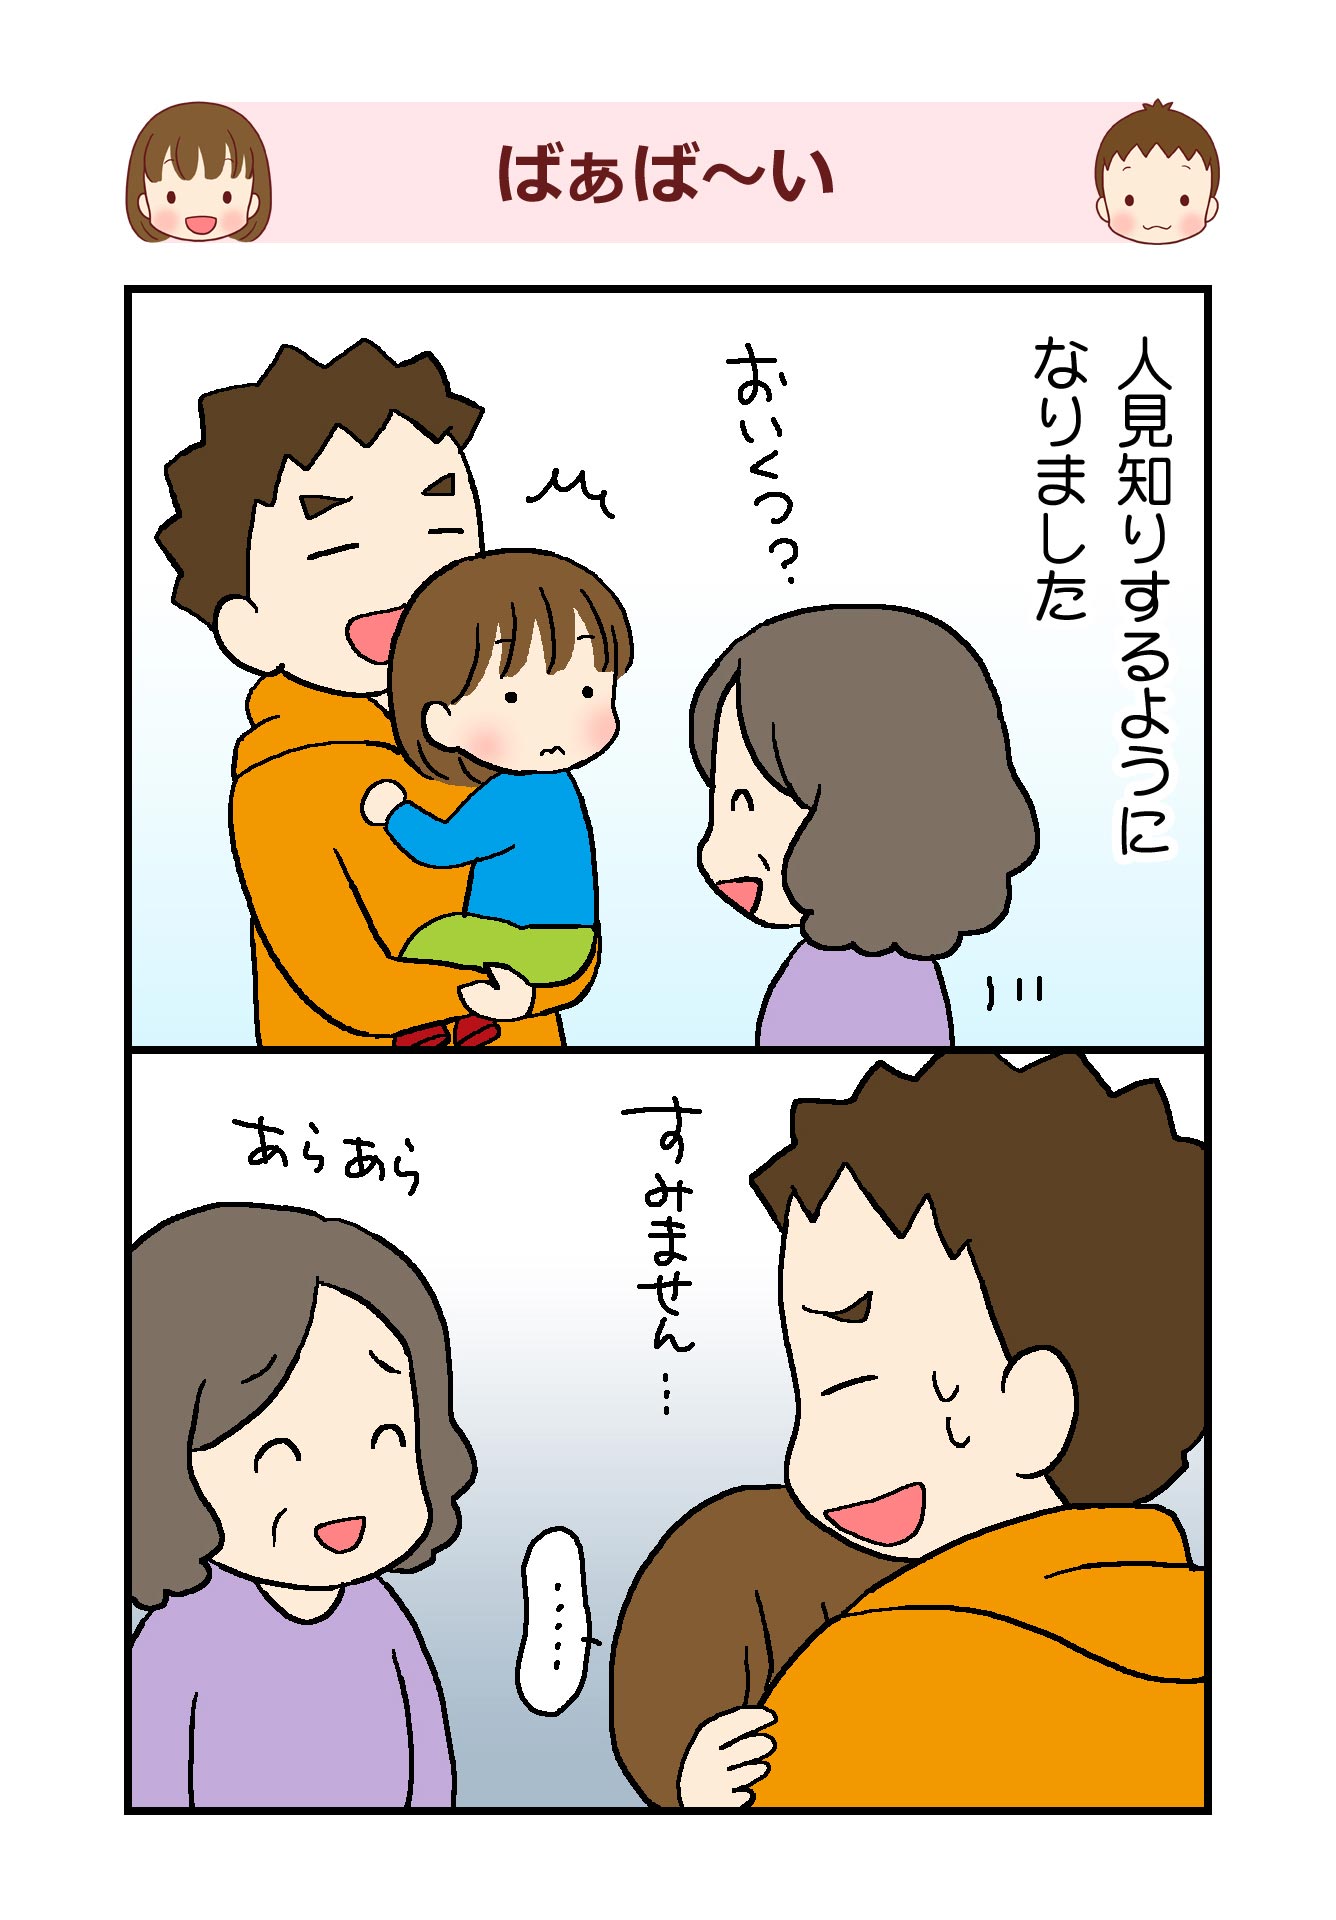 ばぁば～い
人見知りするように
なりました
おいくつ?
すみません…
あらあら
……